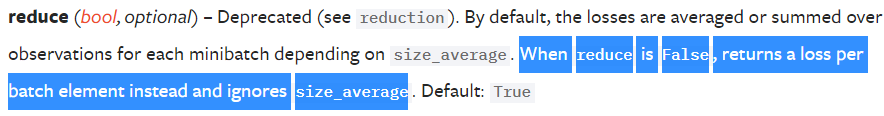 reduce (bool, optional) – Deprecated (see reduction). By default, the losses are averaged or summed over
observations for each minibatch depending on size_average. When reduce is False, returns a loss per
batch element instead and ignores size_average. Default: True